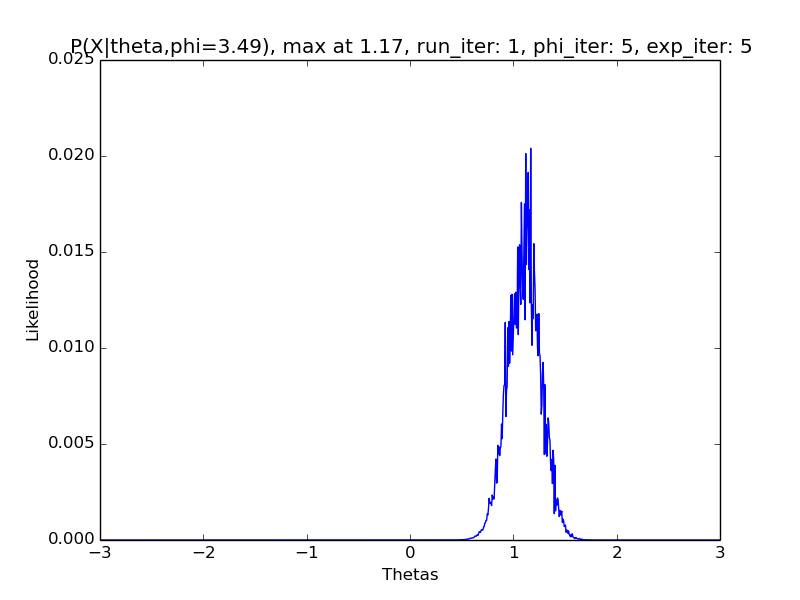 P(X|theta,phi=3.49), max at 1.17, run_iter: 1, phi_iter: 5, exp_iter: 5
0.025
0.020
0.015
0.010
0.005
0.000
Likelihood
−3 −2 −1 0 1 2 3
Thetas